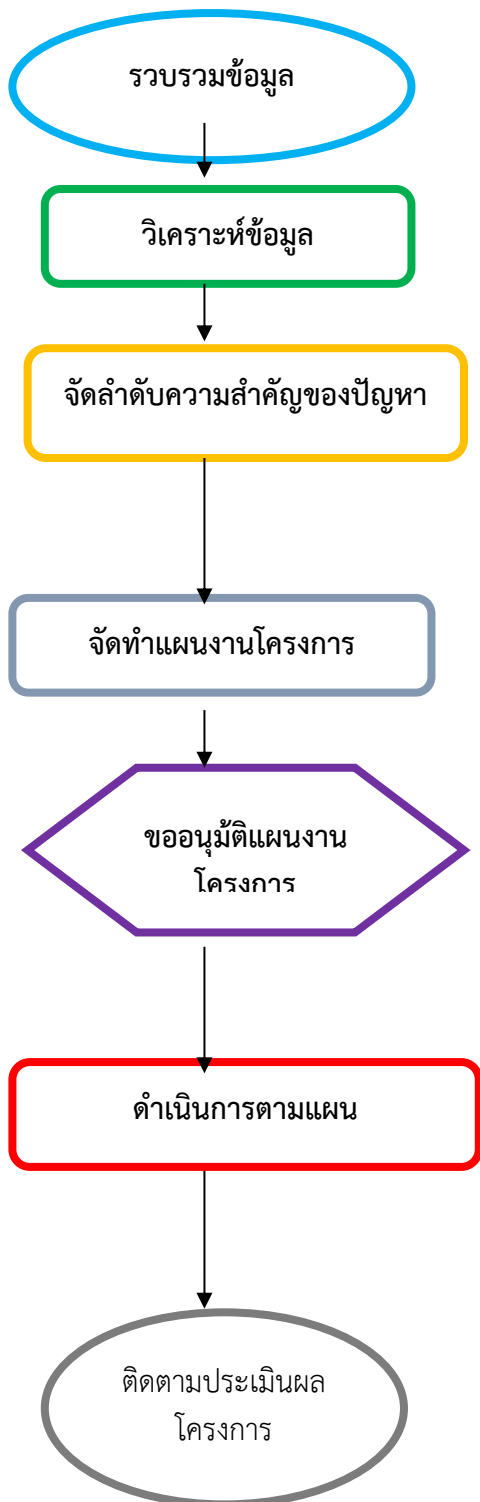 รวบรวมข้อมูล
วิเคราะห์ข้อมูล
จัดลำดับความสำคัญของปัญหา
จัดทำแผนงานโครงการ
ขออนุมัติแผนงาน
โครงการ
ดำเนินการตามแผน
ติดตามประเมินผล
โครงการ